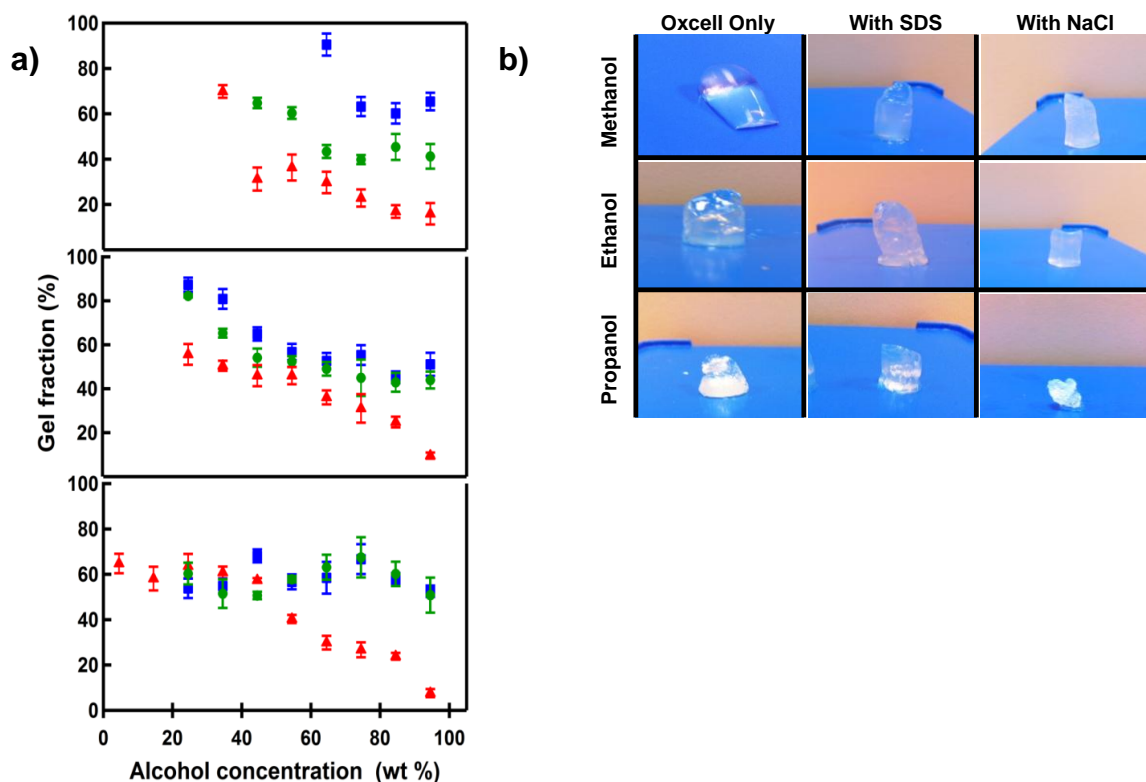 a)
100
80
60
40
20
100
80
60
40
20
100
80
60
40
20
0
0 20 40 60 80 100
Gel fraction (%)
Alcohol concentration (wt %)
b)
Oxcell Only With SDS With NaCl
Methanol
Ethanol
Propanol